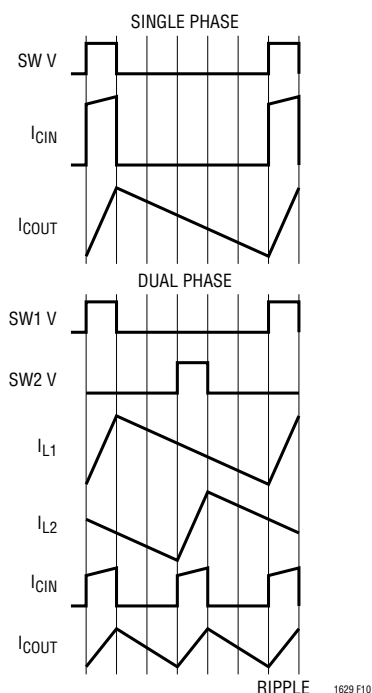 SINGLE PHASE
SW V
ICIN
ICOUT
DUAL PHASE
SW1 V
SW2 V
IL1
IL2
ICIN
ICOUT
RIPPLE
1629 F10